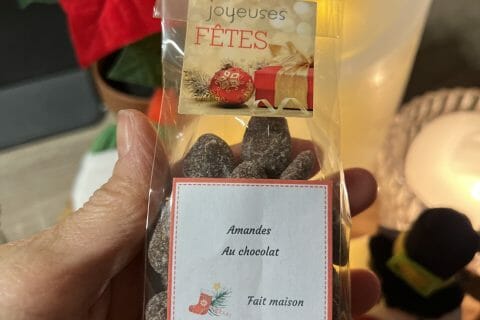 Joyeuses
FÊTES
Amandes
Au chocolat
Fait maison